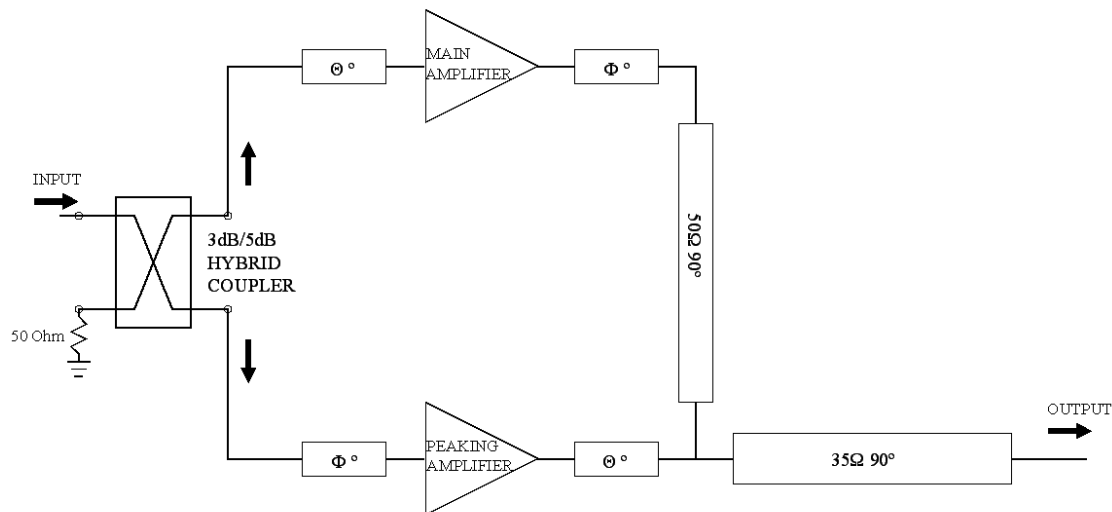 Θ °
MAIN
AMPLIFIER
Φ °
INPUT
3dB/5dB
HYBRID
COUPLER
50Ω 90°
50 Ohm
Φ °
PEAKING
AMPLIFIER
Θ °
35Ω 90°
OUTPUT